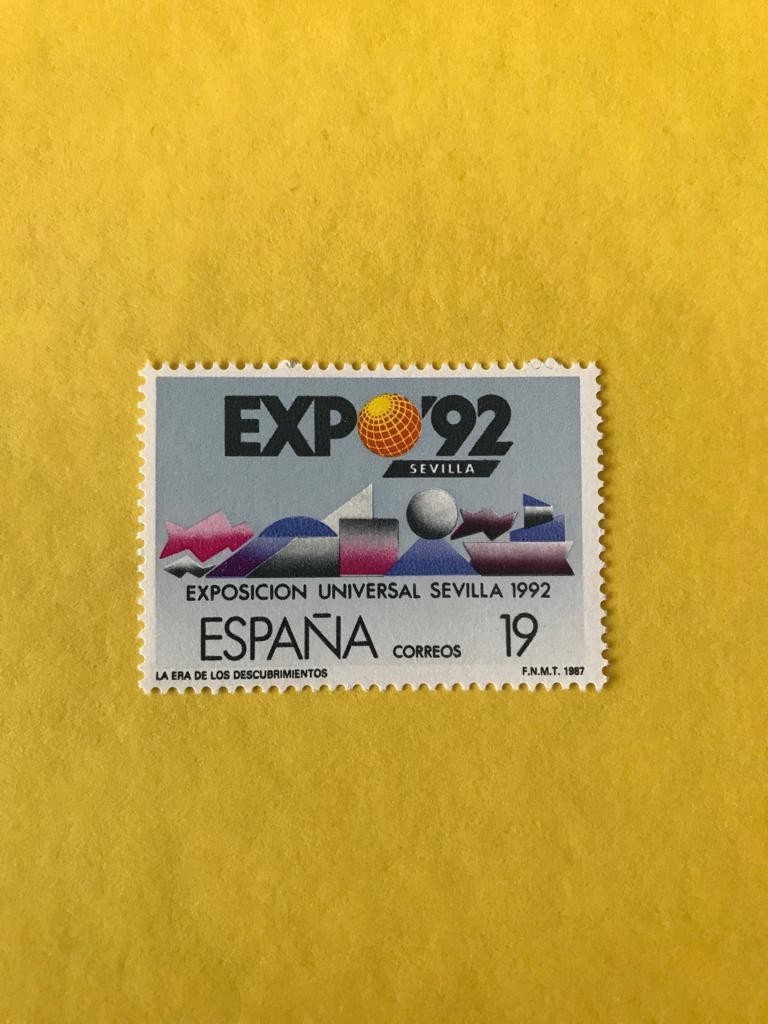 EXPO'92
SEVILLA
EXPOSICION UNIVERSAL SEVILLA 1992
ESPAÑA CORREOS 19
LA ERA DE LOS DESCUBRIMIENTOS F.N.M.T. 1987